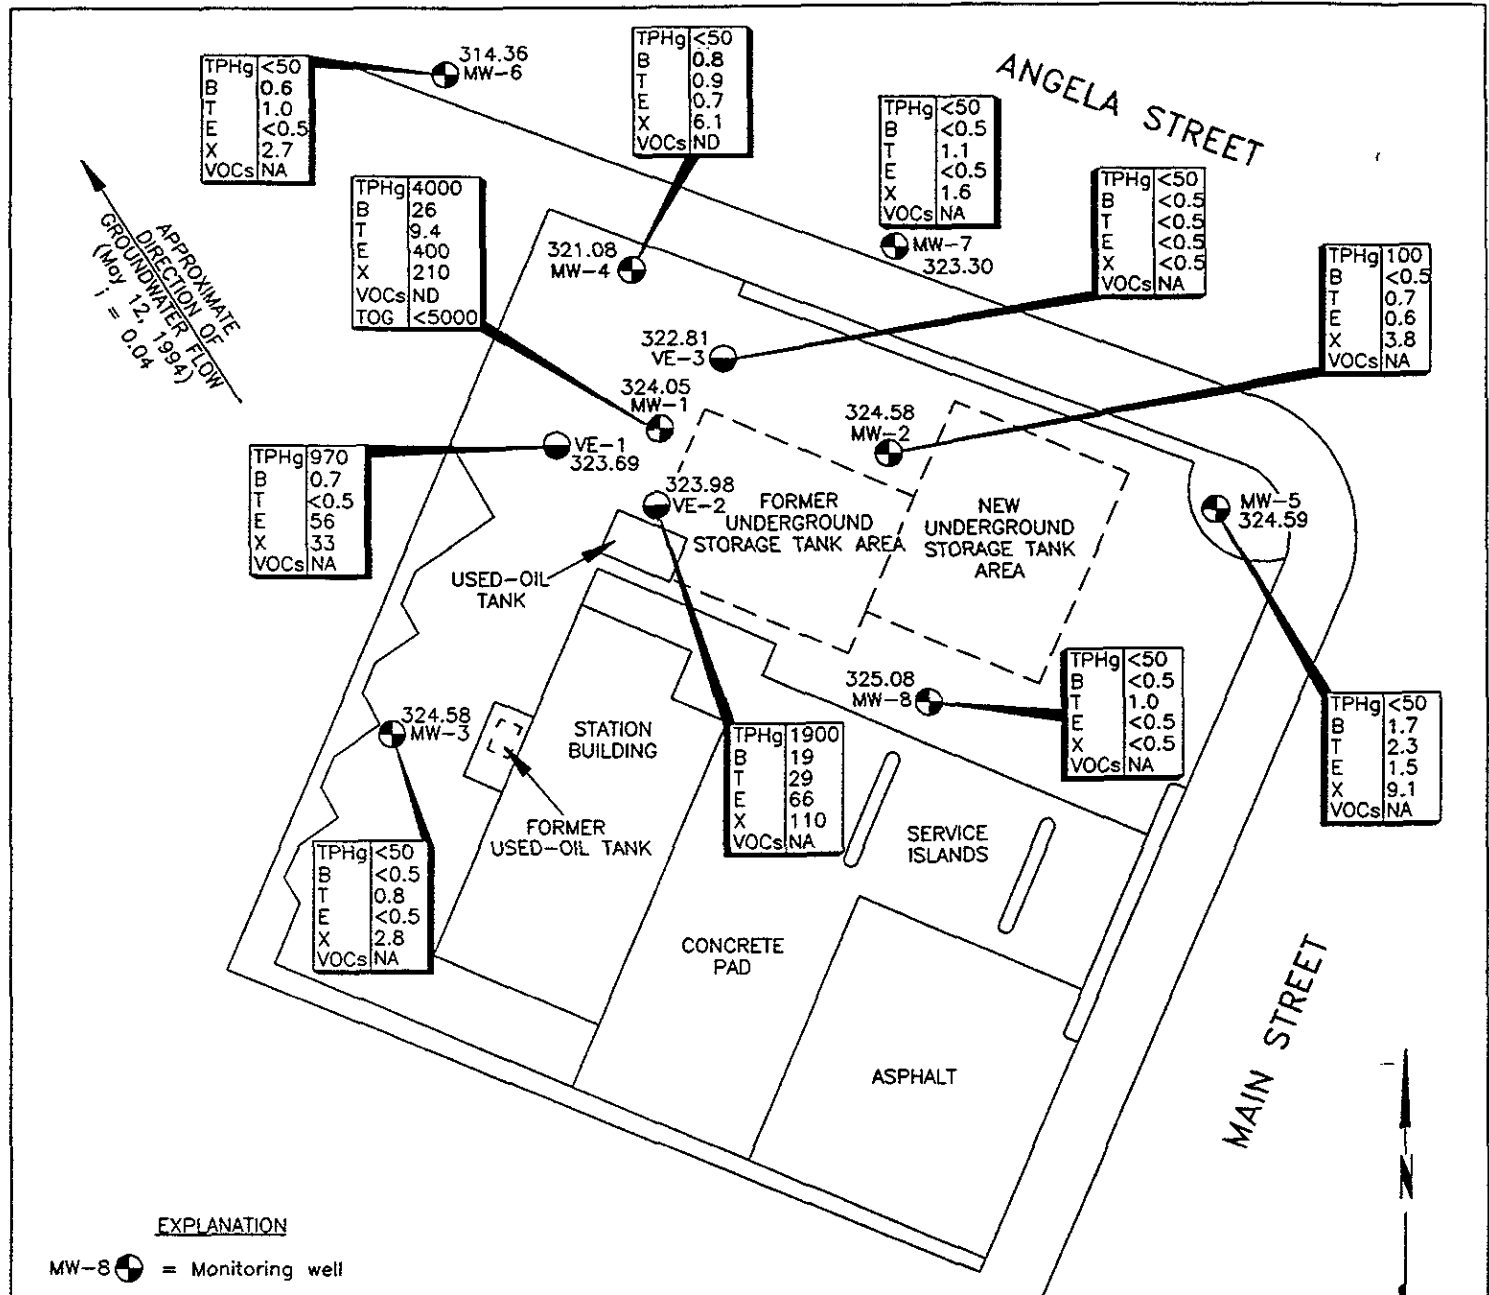 314.36
MW-6
TPHg <50
B 0.6
T 1.0
E <0.5
X 2.7
VOCs NA
TPHg <50
B 0.8
T 0.9
E 0.7
X 6.1
VOCs ND
ANGELA STREET
TPHg <50
B <0.5
T 1.1
E <0.5
X 1.6
VOCs NA
MW-7
323.30
TPHg <50
B <0.5
T <0.5
E <0.5
X <0.5
VOCs NA
APPROXIMATE
DIRECTION OF
GROUNDWATER FLOW
(May 12, 1994)
i = 0.04
TPHg 4000
B 26
T 9.4
E 400
X 210
VOCs ND
TOG <5000
321.08
MW-4
TPHg 100
B <0.5
T 0.7
E 0.6
X 3.8
VOCs NA
322.81
VE-3
324.05
MW-1
324.58
MW-2
VE-1
323.69
TPHg 970
B 0.7
T <0.5
E 56
X 33
VOCs NA
323.98
VE-2
FORMER
UNDERGROUND
STORAGE TANK AREA
NEW
UNDERGROUND
STORAGE TANK
AREA
MW-5
324.59
USED-OIL
TANK
325.08
MW-8
TPHg <50
B <0.5
T 1.0
E <0.5
X <0.5
VOCs NA
TPHg <50
B 1.7
T 2.3
E 1.5
X 9.1
VOCs NA
324.58
MW-3
STATION
BUILDING
TPHg 1900
B 19
T 29
E 66
X 110
VOCs NA
FORMER
USED-OIL TANK
SERVICE
ISLANDS
TPHg <50
B <0.5
T 0.8
E <0.5
X 2.8
VOCs NA
CONCRETE
PAD
ASPHALT
MAIN STREET
N
EXPLANATION
MW-8 = Monitoring well